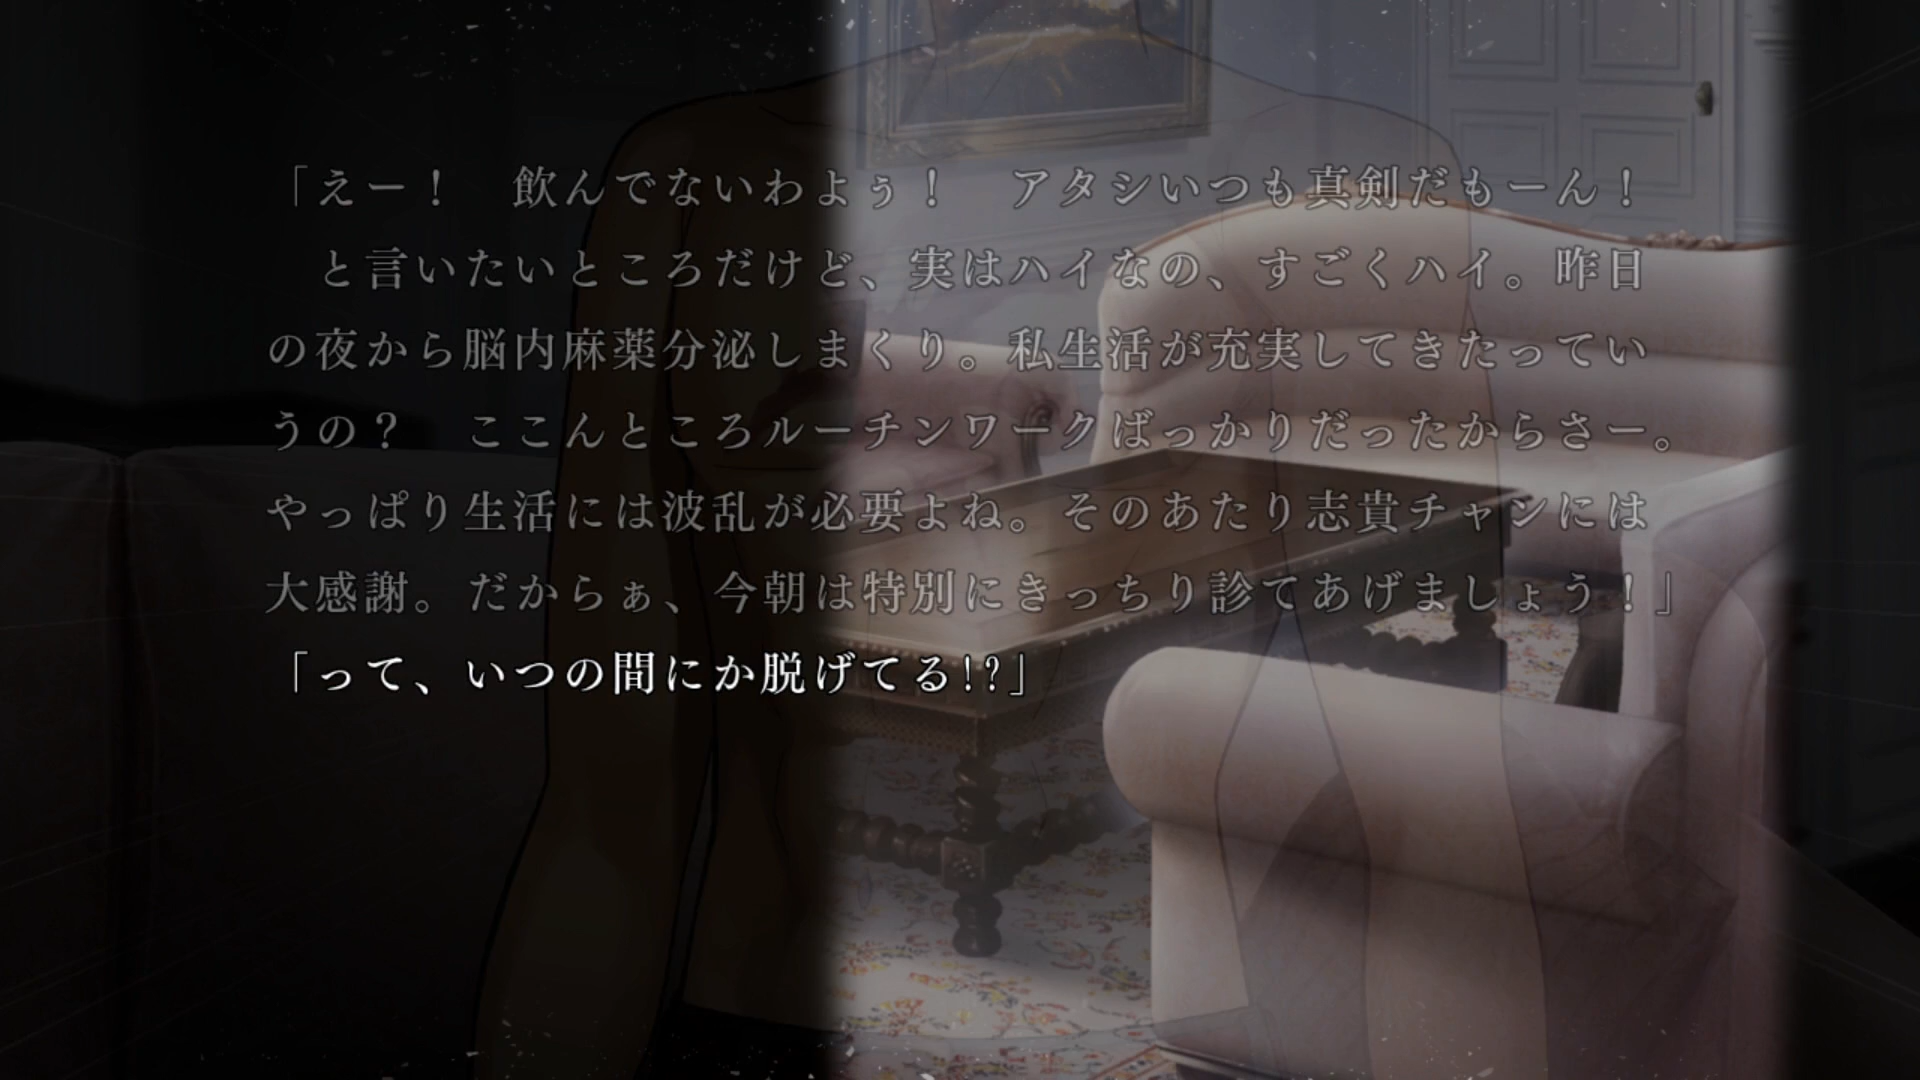 「えー！　飲んでないわよぅ！　アタシいつも真剣だもーん！
　と言いたいところだけど、実はハイなの、すごくハイ。昨日
の夜から脳内麻薬分泌しまくり。私生活が充実してきたってい
うの？　ここんところルーチンワークばっかりだったからさー。
やっぱり生活には波乱が必要よね。そのあたり志貴チャンには
大感謝。だからぁ、今朝は特別にきっちり診てあげましょう！」
「って、いつの間にか脱げてる!?」